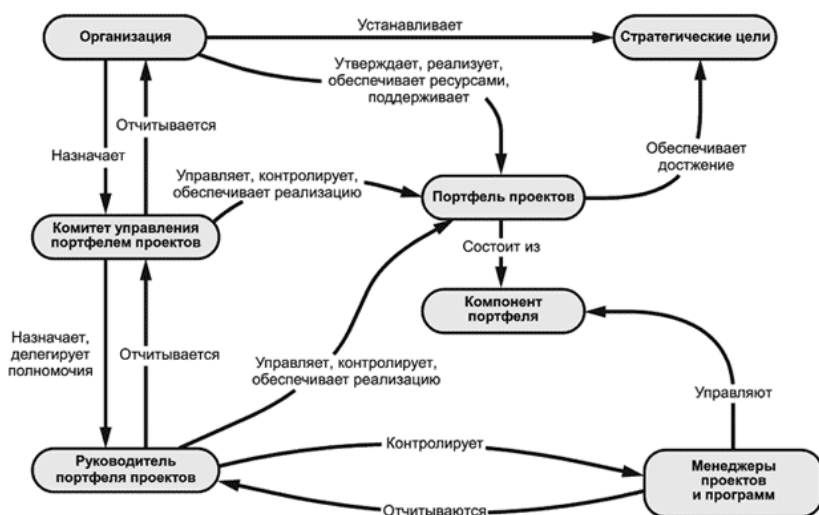 Организация
Устанавливает
Стратегические цели
Утверждает, реализует,
обеспечивает ресурсами,
поддерживает
Отчитывается
Назначает
Обеспечивает
достжение
Управляет, контролирует,
обеспечивает реализацию
Портфель проектов
Комитет управления
портфелем проектов
Состоит из
Компонент
портфеля
Назначает,
делегирует
полномочия
Отчитывается
Управляет, контролирует,
обеспечивает реализацию
Управляют
Контролирует
Руководитель
портфеля проектов
Менеджеры
проектов
и программ
Отчитываются